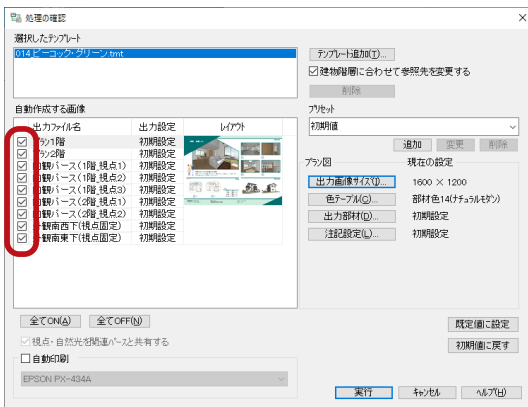 処理の確認
選択したテンプレート
014_ピーコック・グリーン.tmt
テンプレート追加(T)...
建物階層に合わせて参照先を変更する
削除
自動作成する画像
出力ファイル名 出力設定 レイアウト
プラン1階 初期設定
プラン2階 初期設定
内観パース(1階_視点1) 初期設定
内観パース(1階_視点2) 初期設定
内観パース(1階_視点3) 初期設定
内観パース(2階_視点1) 初期設定
内観パース(2階_視点2) 初期設定
外観南西下(視点固定) 初期設定
外観南東下(視点固定) 初期設定
プリセット
初期値
追加 変更 削除
プラン図 現在の設定
出力画像サイズ(I)... 1600 × 1200
色テーブル(C)... 部材色14(ナチュラルモダン)
出力部材(D)... 初期設定
注記設定(L)... 初期設定
全てON(A) 全てOFF(N)
視点・自然光を関連パースと共有する
自動印刷
EPSON PX-434A
既定値に設定
初期値に戻す
実行 キャンセル ヘルプ(H)